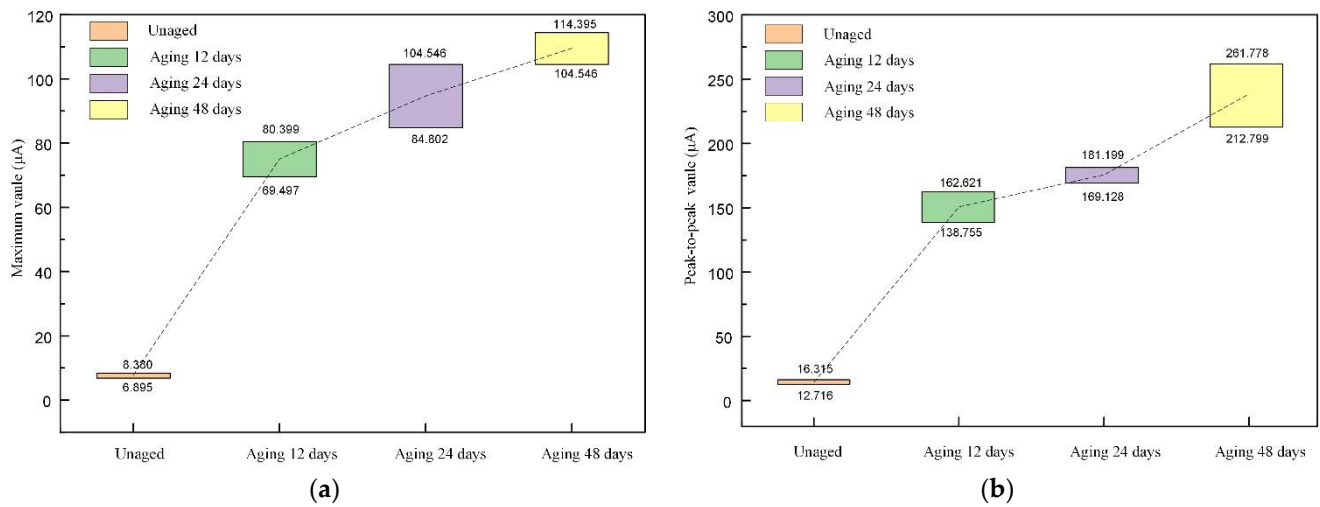 120
100
80
60
40
20
0
Maximum vaule (μA)
Unaged
Aging 12 days
Aging 24 days
Aging 48 days
8.380
6.895
80.399
69.497
104.546
84.802
114.395
104.546
Unaged
Aging 12 days
Aging 24 days
Aging 48 days
(a)
300
250
200
150
100
50
0
Peak-to-peak vaule (μA)
Unaged
Aging 12 days
Aging 24 days
Aging 48 days
16.315
12.716
162.621
138.755
181.199
169.128
261.778
212.799
Unaged
Aging 12 days
Aging 24 days
Aging 48 days
(b)